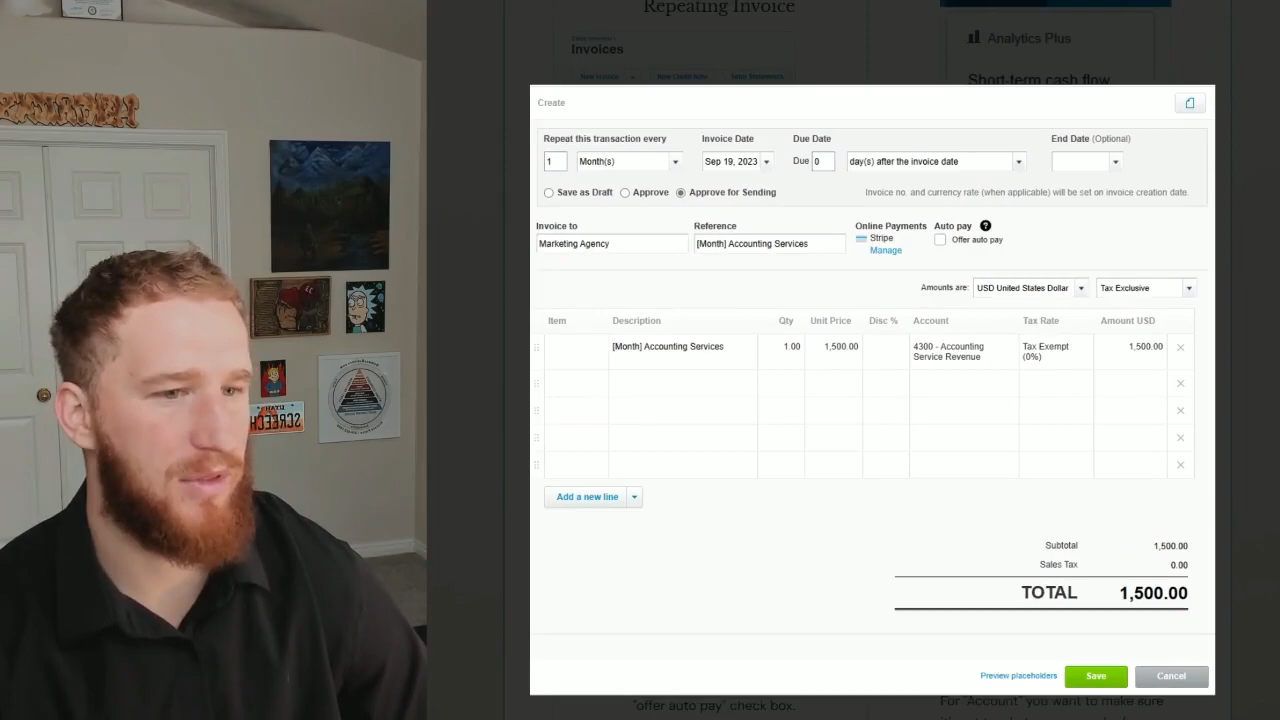 Repeating Invoice
Invoices
Analytics Plus
Short-term cash flow
Create
Repeat this transaction every
Invoice Date
Due Date
End Date (Optional)
1 Month(s)
Sep 19, 2023
Due 0 day(s) after the invoice date
Save as Draft
Approve
Approve for Sending
Invoice no. and currency rate (when applicable) will be set on invoice creation date.
Invoice to
Reference
Online Payments
Auto pay ?
Marketing Agency
[Month] Accounting Services
Stripe
Offer auto pay
Manage
Amounts are: USD United States Dollar Tax Exclusive
Item Description Qty Unit Price Disc % Account Tax Rate Amount USD
[Month] Accounting Services 1.00 1,500.00 4300 - Accounting Tax Exempt 1,500.00
Service Revenue (0%)
Add a new line
Subtotal 1,500.00
Sales Tax 0.00
TOTAL 1,500.00
Preview placeholders Save Cancel
"offer auto pay" check box.
For "Account" you want to make sure
UTAH!
SCREECH